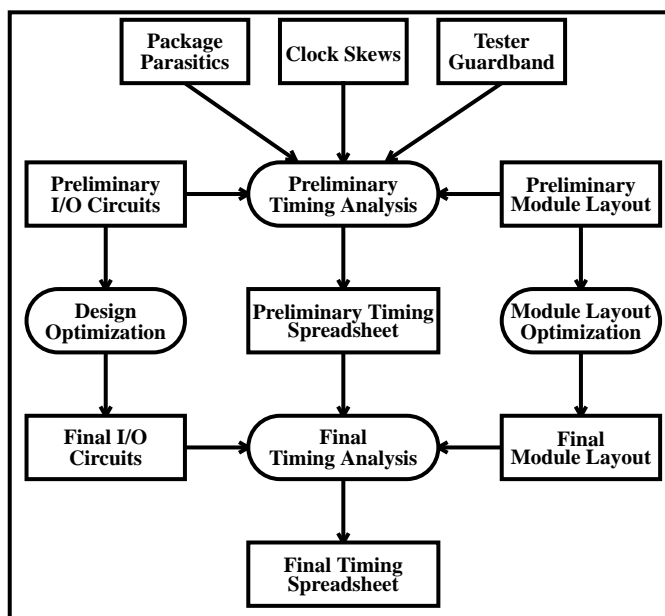 Package
Parasitics
Clock Skews
Tester
Guardband
Preliminary
I/O Circuits
Preliminary
Timing Analysis
Preliminary
Module Layout
Design
Optimization
Preliminary Timing
Spreadsheet
Module Layout
Optimization
Final I/O
Circuits
Final
Timing Analysis
Final
Module Layout
Final Timing
Spreadsheet